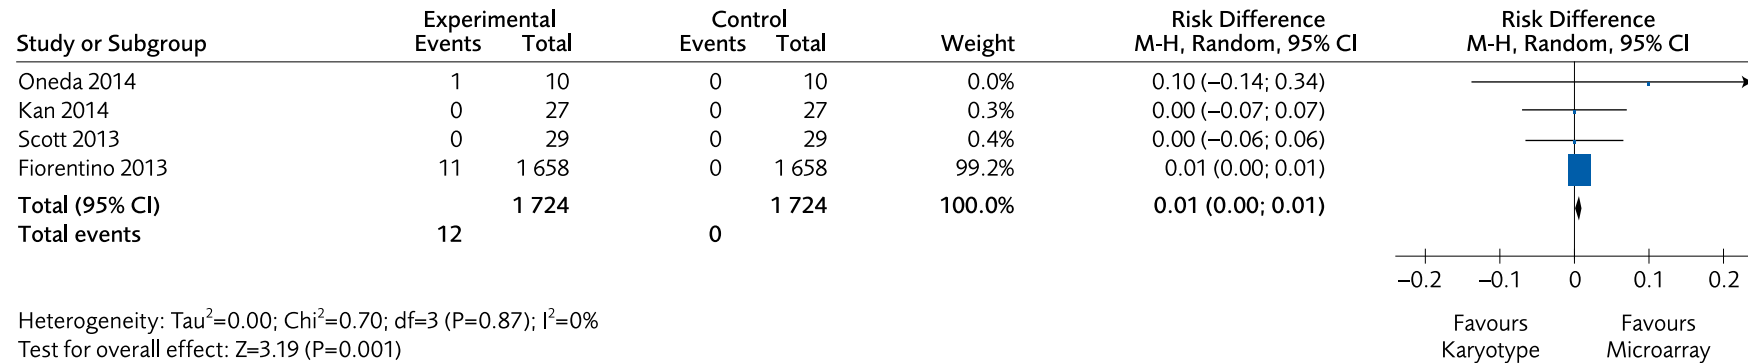 Experimental Control Risk Difference Risk Difference
Study or Subgroup Events Total Events Total Weight M-H, Random, 95% CI M-H, Random, 95% CI
Oneda 2014 1 10 0 10 0.0% 0.10 (−0.14; 0.34)
Kan 2014 0 27 0 27 0.3% 0.00 (−0.07; 0.07)
Scott 2013 0 29 0 29 0.4% 0.00 (−0.06; 0.06)
Fiorentino 2013 11 1 658 0 1 658 99.2% 0.01 (0.00; 0.01)
Total (95% CI) 1 724 1 724 100.0% 0.01 (0.00; 0.01)
Total events 12 0
−0.2 −0.1 0 0.1 0.2
Heterogeneity: Tau²=0.00; Chi²=0.70; df=3 (P=0.87); I²=0%
Test for overall effect: Z=3.19 (P=0.001)
Favours Favours
Karyotype Microarray